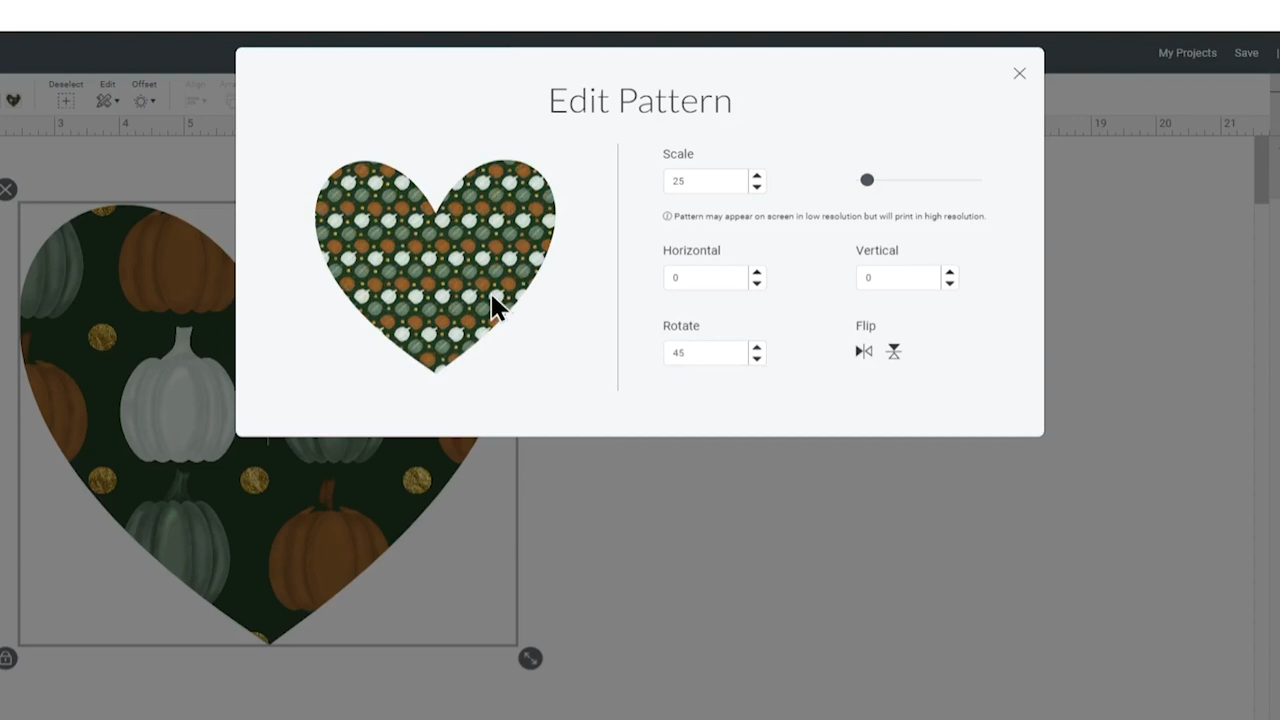 My Projects
Save
Deselect
Edit
Offset
Align
3
4
5
19
20
21
Edit Pattern
Scale
25
Pattern may appear on screen in low resolution but will print in high resolution.
Horizontal
Vertical
0
0
Rotate
Flip
45